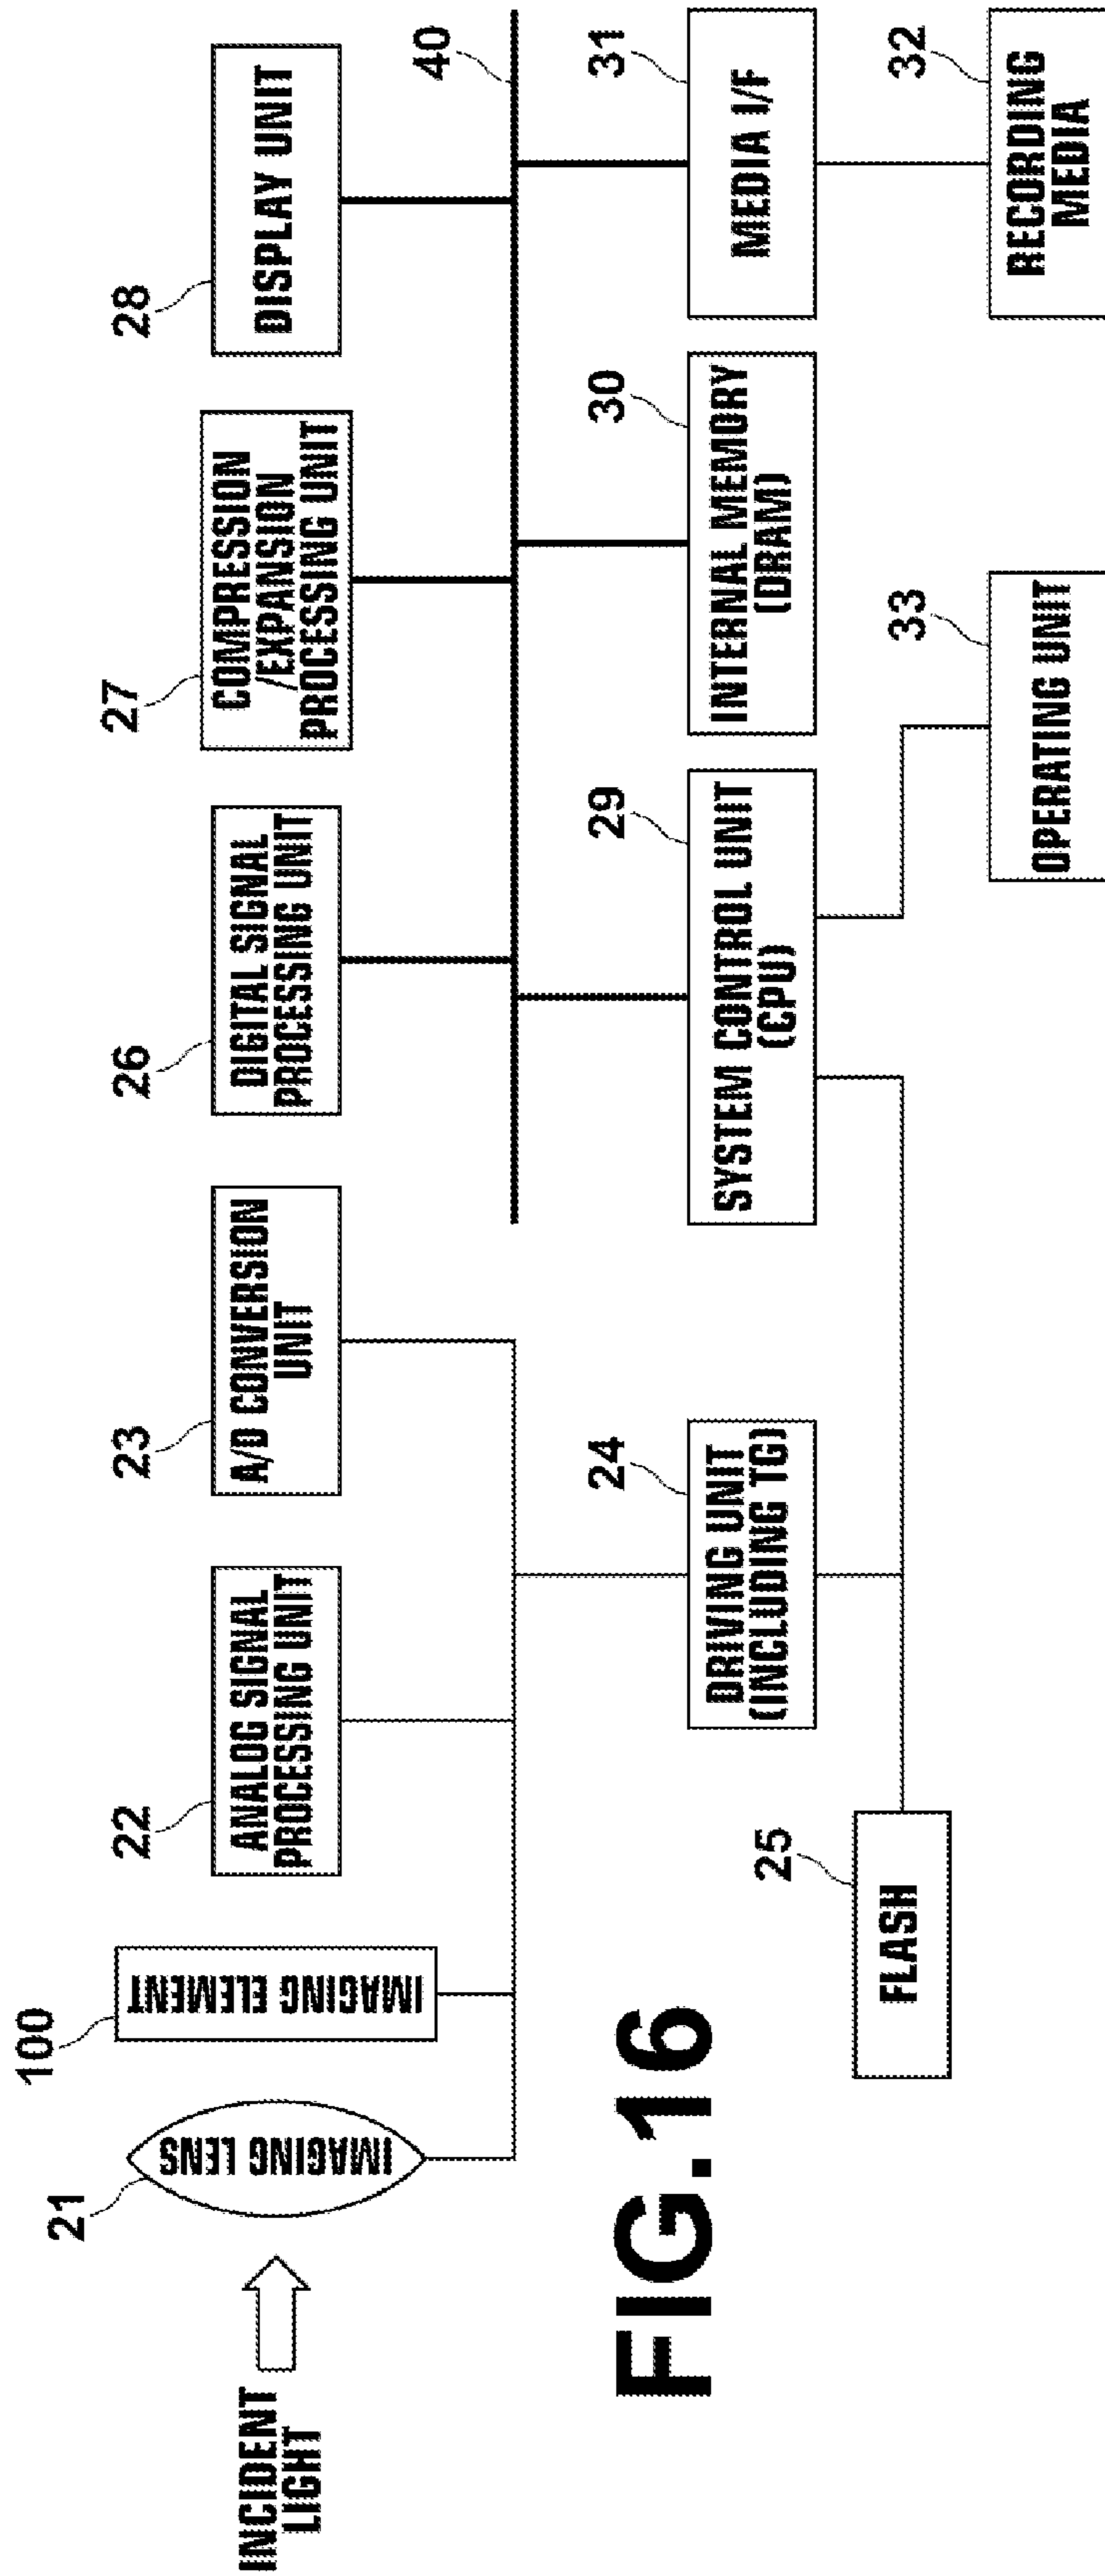 INCIDENT
LIGHT
21
IMAGING LENS
100
IMAGING ELEMENT
22
ANALOG SIGNAL
PROCESSING UNIT
23
A/D CONVERSION
UNIT
26
DIGITAL SIGNAL
PROCESSING UNIT
27
COMPRESSION
/EXPANSION
PROCESSING UNIT
28
DISPLAY UNIT
40
24
DRIVING UNIT
(INCLUDING TG)
29
SYSTEM CONTROL UNIT
(CPU)
30
INTERNAL MEMORY
(DRAM)
31
MEDIA I/F
25
FLASH
33
OPERATING UNIT
32
RECORDING
MEDIA
FIG.16